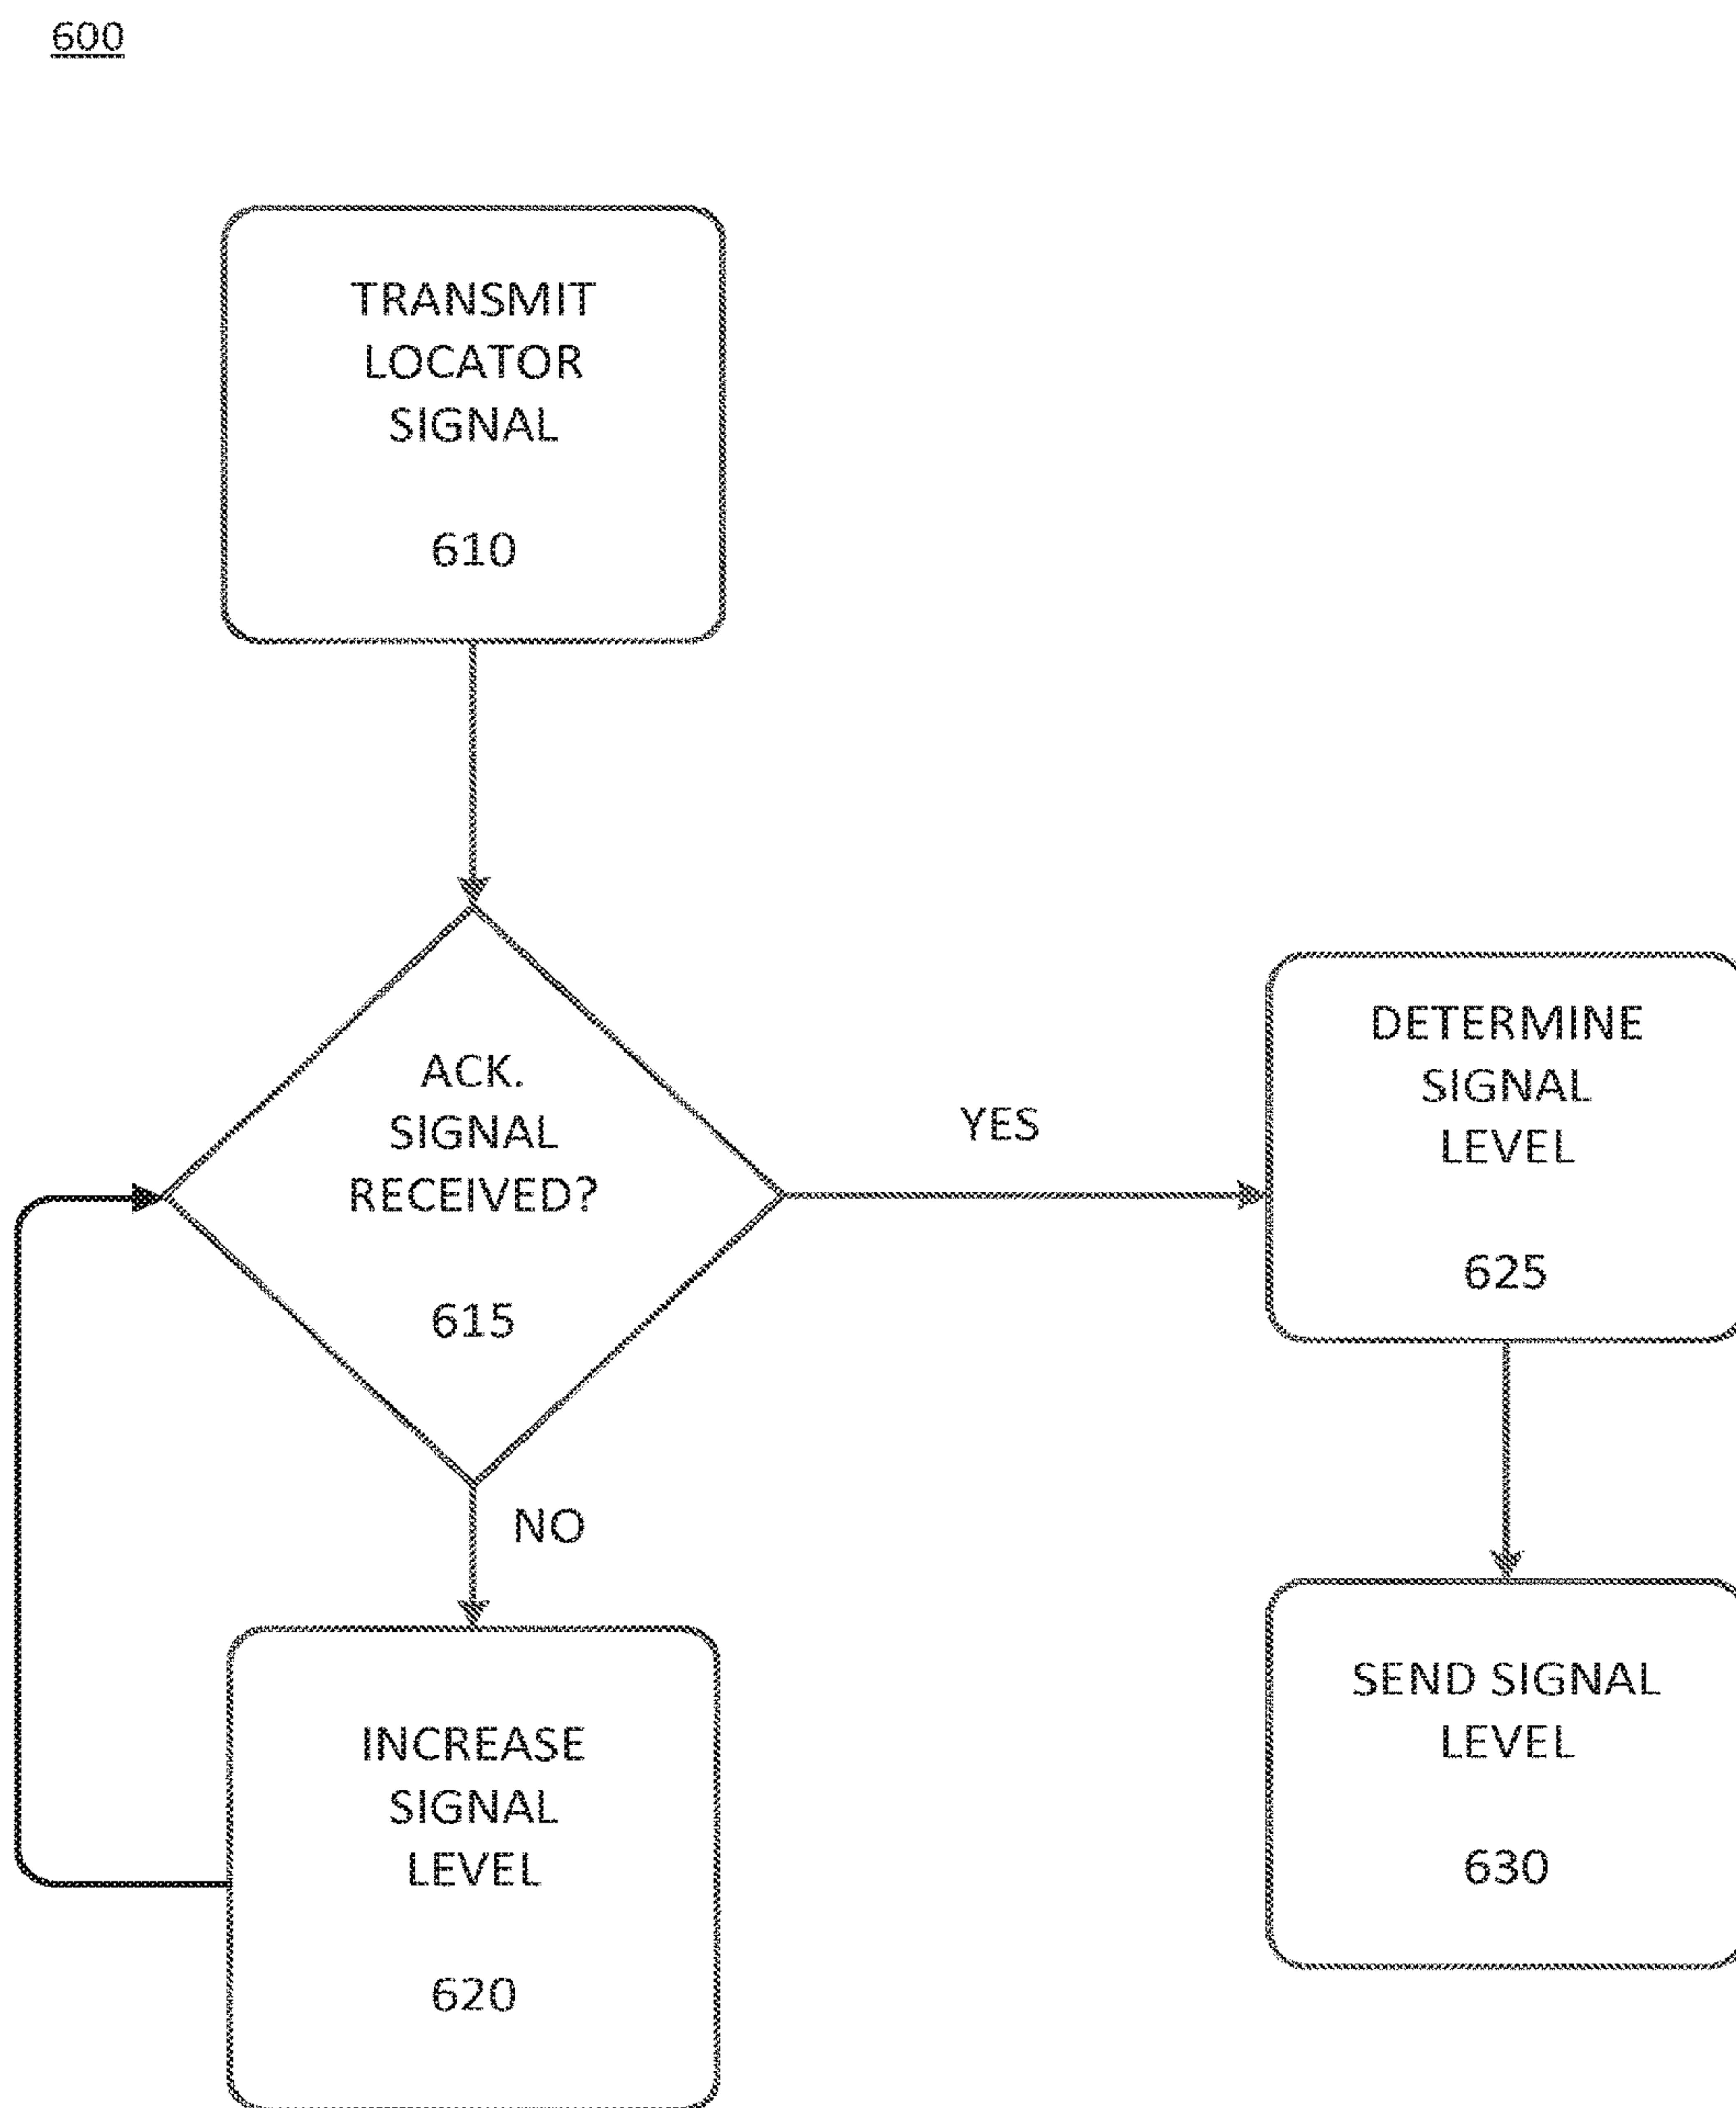 600
TRANSMIT
LOCATOR
SIGNAL
610
ACK.
SIGNAL
RECEIVED?
615
YES
DETERMINE
SIGNAL
LEVEL
625
NO
INCREASE
SIGNAL
LEVEL
620
SEND SIGNAL
LEVEL
630